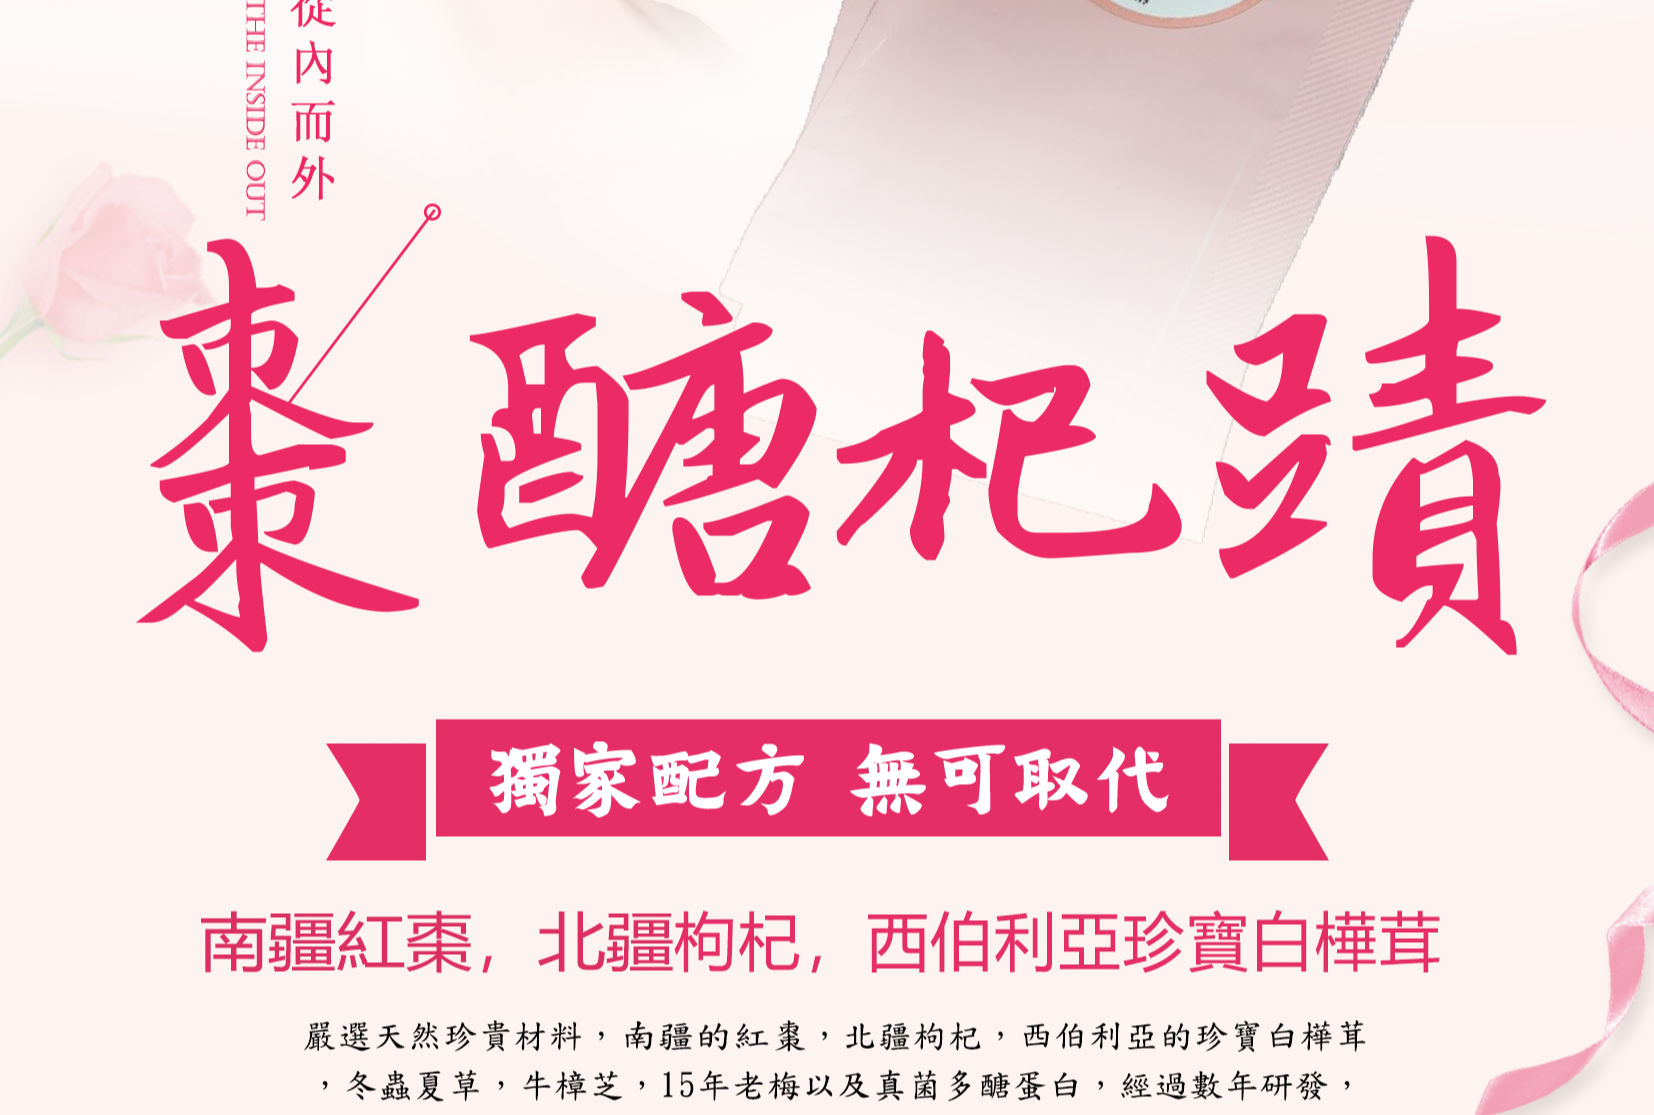 從內而外
THE INSIDE OUT
棗醣杞蹟
獨家配方 無可取代
南疆紅棗，北疆枸杞，西伯利亞珍寶白樺茸
嚴選天然珍貴材料，南疆的紅棗，北疆枸杞，西伯利亞的珍寶白樺茸
，冬蟲夏草，牛樟芝，15年老梅以及真菌多醣蛋白，經過數年研發，